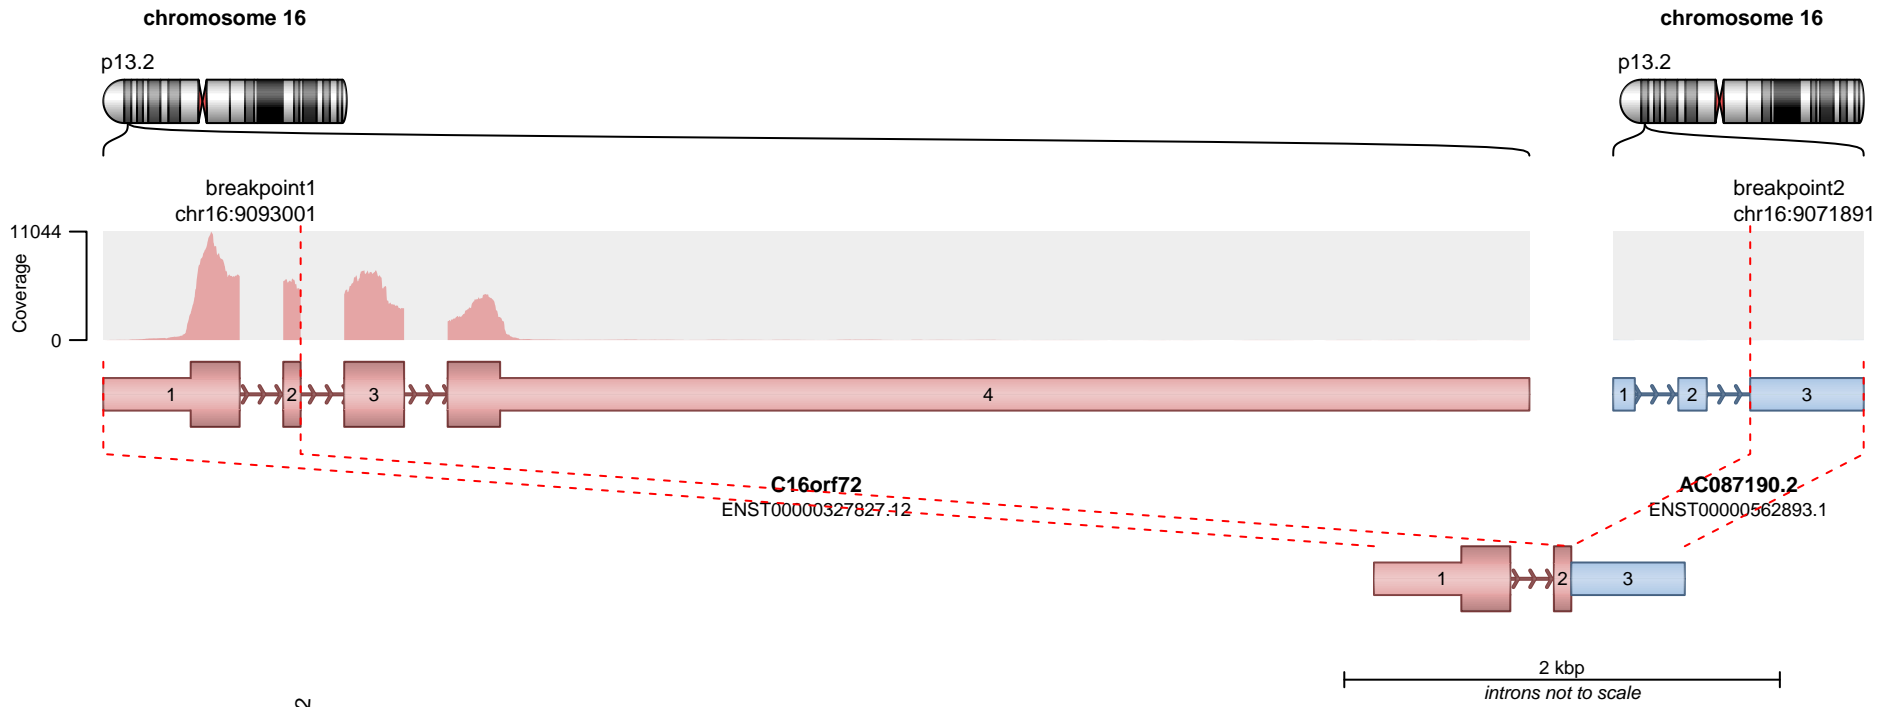 chromosome 16
chromosome 16
p13.2
p13.2
breakpoint1
chr16:9093001
breakpoint2
chr16:9071891
11044
Coverage
0
1
2
3
4
1
2
3
C16orf72
ENST00000327827.12
AC087190.2
ENST00000562893.1
1
2
3
2 kbp
introns not to scale
2